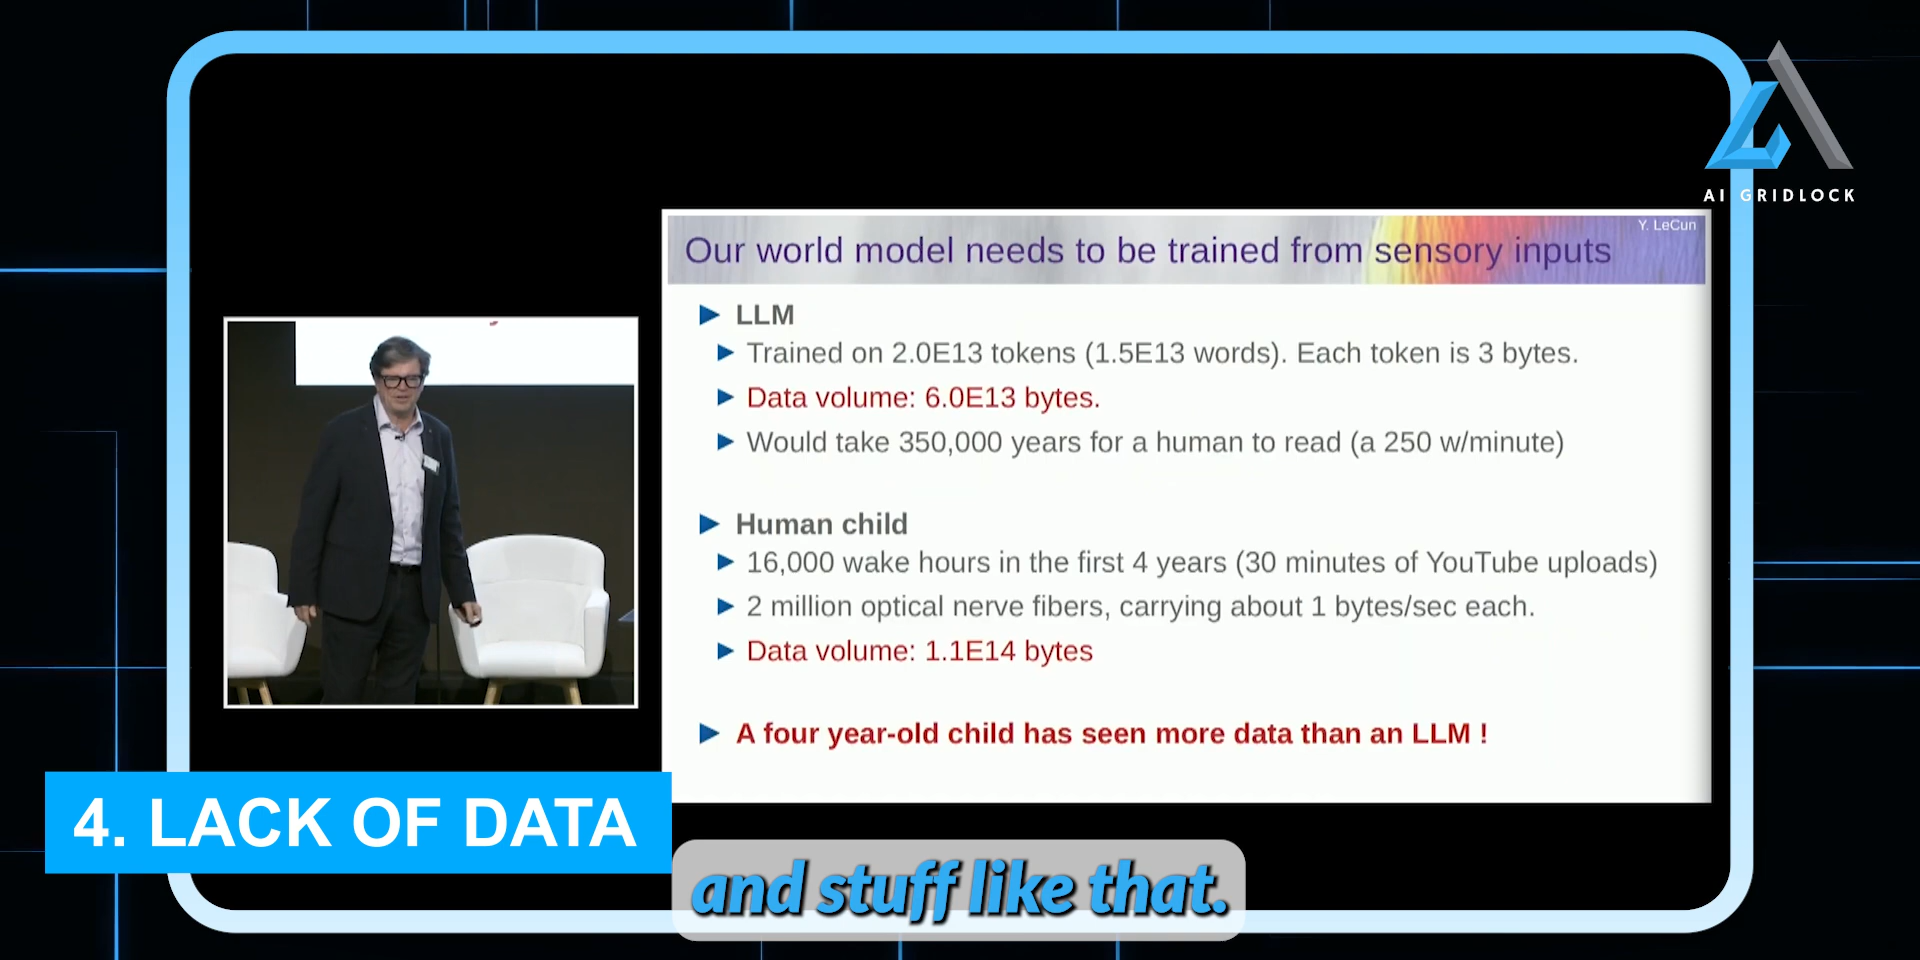 AI GRIDLOCK
Y. LeCun
Our world model needs to be trained from sensory inputs
LLM
Trained on 2.0E13 tokens (1.5E13 words). Each token is 3 bytes.
Data volume: 6.0E13 bytes.
Would take 350,000 years for a human to read (a 250 w/minute)
Human child
16,000 wake hours in the first 4 years (30 minutes of YouTube uploads)
2 million optical nerve fibers, carrying about 1 bytes/sec each.
Data volume: 1.1E14 bytes
A four year-old child has seen more data than an LLM !
4. LACK OF DATA
and stuff like that.